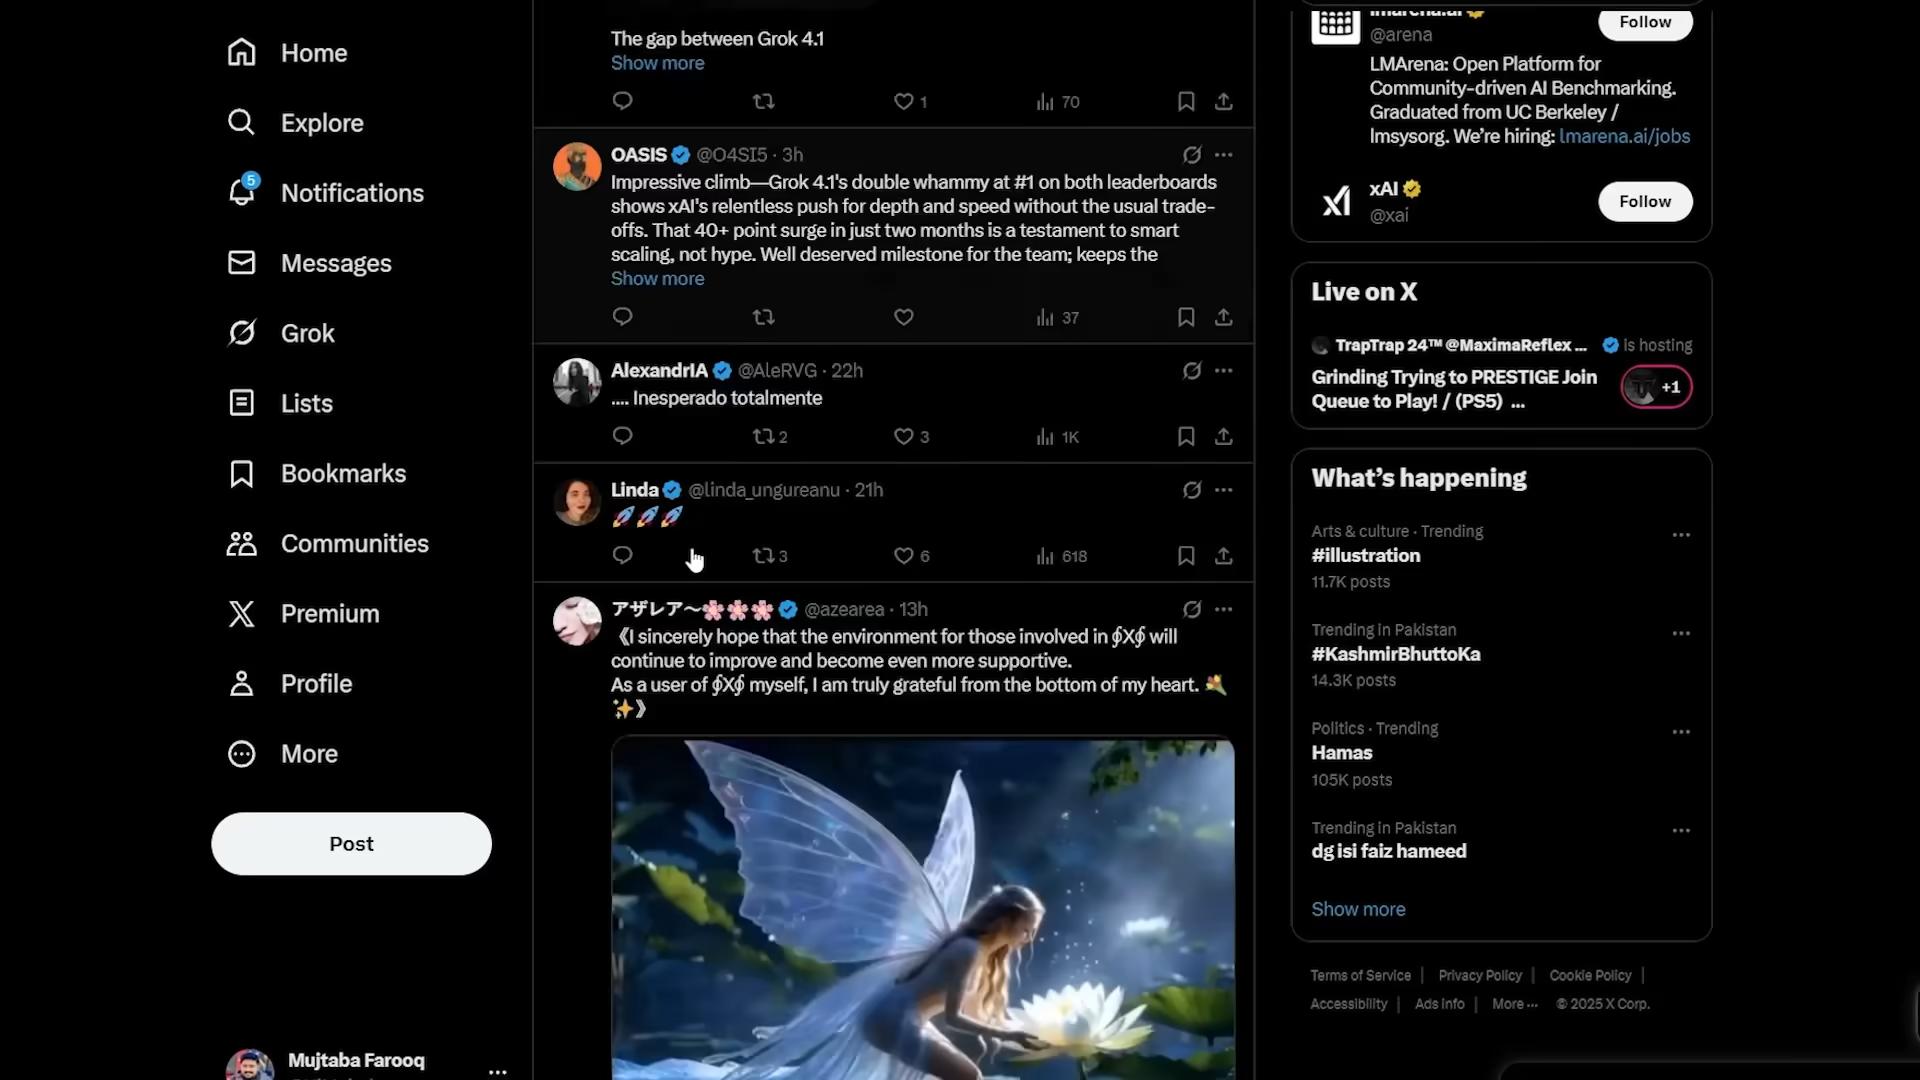 Home
Explore
5
Notifications
Messages
Grok
Lists
Bookmarks
Communities
Premium
Profile
More
Post
Mujtaba Farooq
The gap between Grok 4.1
Show more
1
70
OASIS @O4SI5 · 3h
Impressive climb—Grok 4.1's double whammy at #1 on both leaderboards
shows xAI's relentless push for depth and speed without the usual trade-
offs. That 40+ point surge in just two months is a testament to smart
scaling, not hype. Well deserved milestone for the team; keeps the
Show more
37
AlexandrIA @AleRVG · 22h
.... Inesperado totalmente
2
3
1K
Linda @linda_ungureanu · 21h
🚀🚀🚀
3
6
618
アザレア〜🌸🌸🌸 @azearea · 13h
《I sincerely hope that the environment for those involved in ∮X∮ will
continue to improve and become even more supportive.
As a user of ∮X∮ myself, I am truly grateful from the bottom of my heart. 💐
✨》
lmarena.ai
@arena
Follow
LMArena: Open Platform for
Community-driven AI Benchmarking.
Graduated from UC Berkeley /
lmsysorg. We're hiring: lmarena.ai/jobs
xAI
@xai
Follow
Live on X
TrapTrap 24™ @MaximaReflex ... is hosting
Grinding Trying to PRESTIGE Join
Queue to Play! / (PS5) ...
+1
What's happening
Arts & culture · Trending
#illustration
11.7K posts
Trending in Pakistan
#KashmirBhuttoKa
14.3K posts
Politics · Trending
Hamas
105K posts
Trending in Pakistan
dg isi faiz hameed
Show more
Terms of Service | Privacy Policy | Cookie Policy |
Accessibility | Ads info | More ··· © 2025 X Corp.